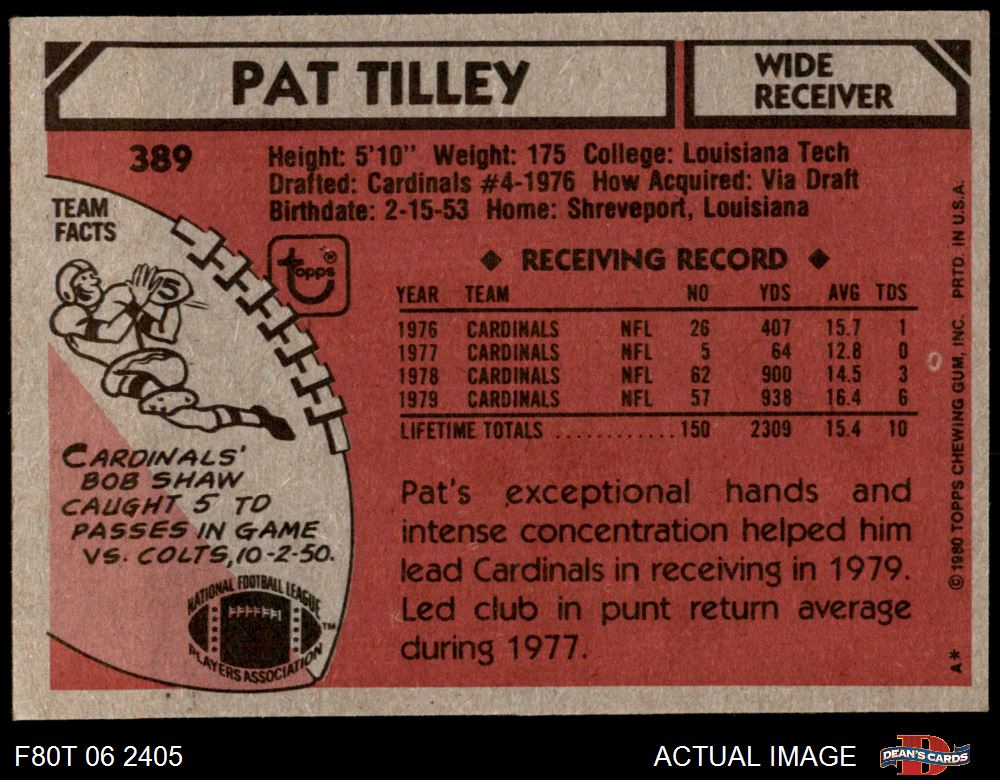 PAT TILLEY
WIDE
RECEIVER
389
Height: 5'10" Weight: 175 College: Louisiana Tech
Drafted: Cardinals #4-1976 How Acquired: Via Draft
Birthdate: 2-15-53 Home: Shreveport, Louisiana
TEAM
FACTS
topps®
5
◆ RECEIVING RECORD ◆
YEAR TEAM NO YDS AVG TDS
1976 CARDINALS NFL 26 407 15.7 1
1977 CARDINALS NFL 5 64 12.8 0
1978 CARDINALS NFL 62 900 14.5 3
1979 CARDINALS NFL 57 938 16.4 6
LIFETIME TOTALS ............ 150 2309 15.4 10
CARDINALS'
BOB SHAW
CAUGHT 5 TD
PASSES IN GAME
VS. COLTS, 10-2-50.
NATIONAL FOOTBALL LEAGUE
PLAYERS ASSOCIATION
TM
Pat's exceptional hands and
intense concentration helped him
lead Cardinals in receiving in 1979.
Led club in punt return average
during 1977.
A* © 1980 TOPPS CHEWING GUM, INC. PRTD. IN U.S.A.
F80T 06 2405
ACTUAL IMAGE
DEAN'S CARDS